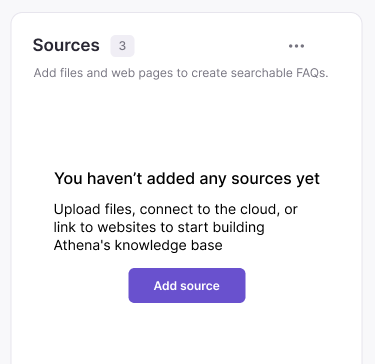 Sources 3
Add files and web pages to create searchable FAQs.
You haven’t added any sources yet
Upload files, connect to the cloud, or
link to websites to start building
Athena's knowledge base
Add source